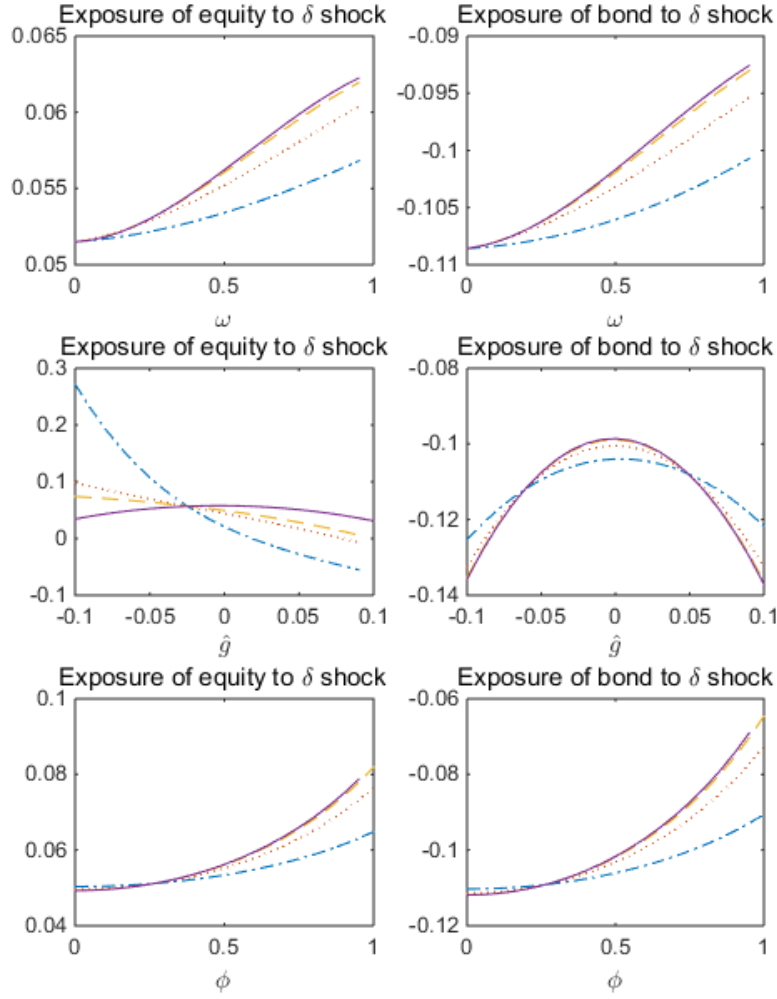 Exposure of equity to δ shock
0.065
0.06
0.055
0.05
0 0.5 1
ω
Exposure of bond to δ shock
-0.09
-0.095
-0.1
-0.105
-0.11
0 0.5 1
ω
Exposure of equity to δ shock
0.3
0.2
0.1
0
-0.1
-0.1 -0.05 0 0.05 0.1
ĝ
Exposure of bond to δ shock
-0.08
-0.1
-0.12
-0.14
-0.1 -0.05 0 0.05 0.1
ĝ
Exposure of equity to δ shock
0.1
0.08
0.06
0.04
0 0.5 1
ϕ
Exposure of bond to δ shock
-0.06
-0.08
-0.1
-0.12
0 0.5 1
ϕ